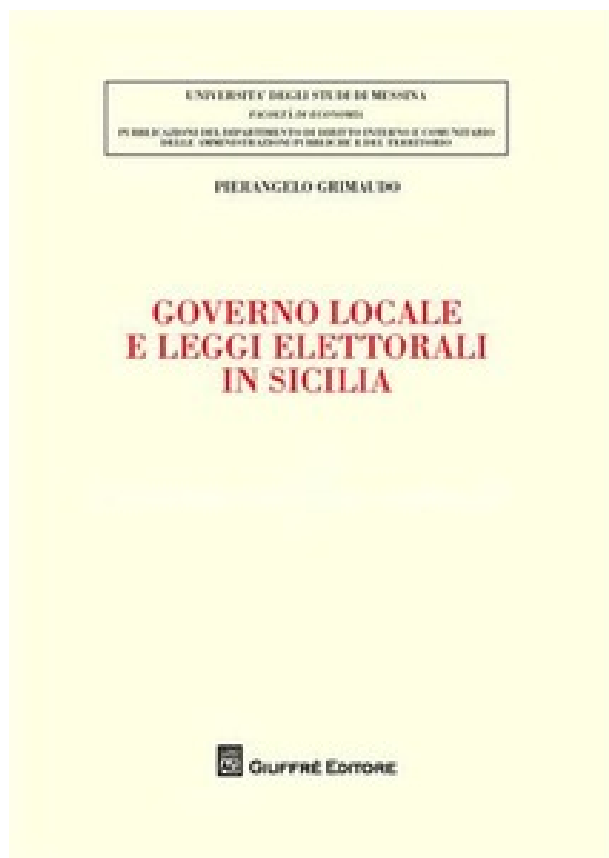 UNIVERSITA' DEGLI STUDI DI MESSINA
FACOLTÀ DI ECONOMIA
PUBBLICAZIONI DEL DIPARTIMENTO DI DIRITTO INTERNO E COMUNITARIO
DELLE AMMINISTRAZIONI PUBBLICHE E DEL TERRITORIO
PIERANGELO GRIMAUDO
GOVERNO LOCALE
E LEGGI ELETTORALI
IN SICILIA
GIUFFRÈ EDITORE